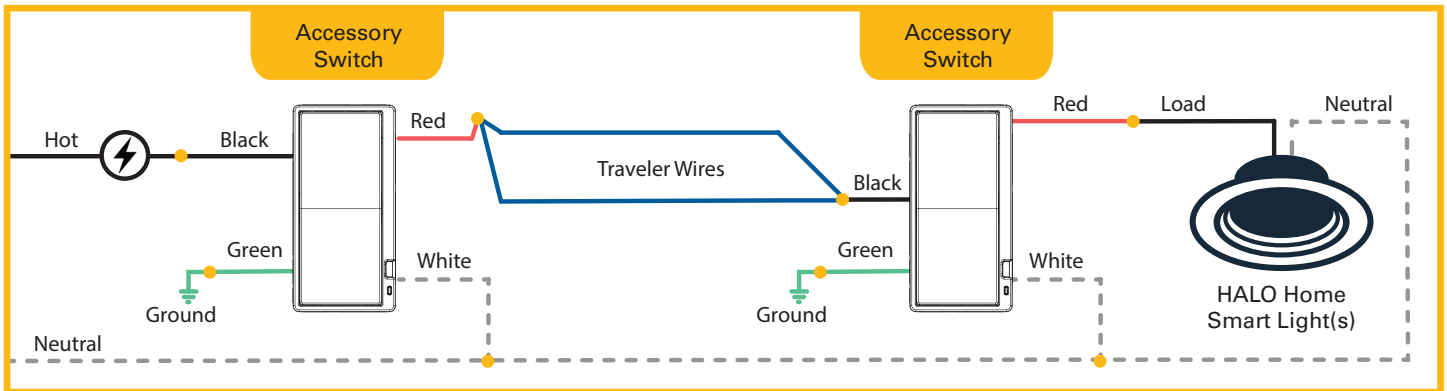 Accessory
Switch
Accessory
Switch
Hot
Black
Red
Traveler Wires
Black
Red
Load
Neutral
Green
White
Ground
Green
White
Ground
HALO Home
Smart Light(s)
Neutral